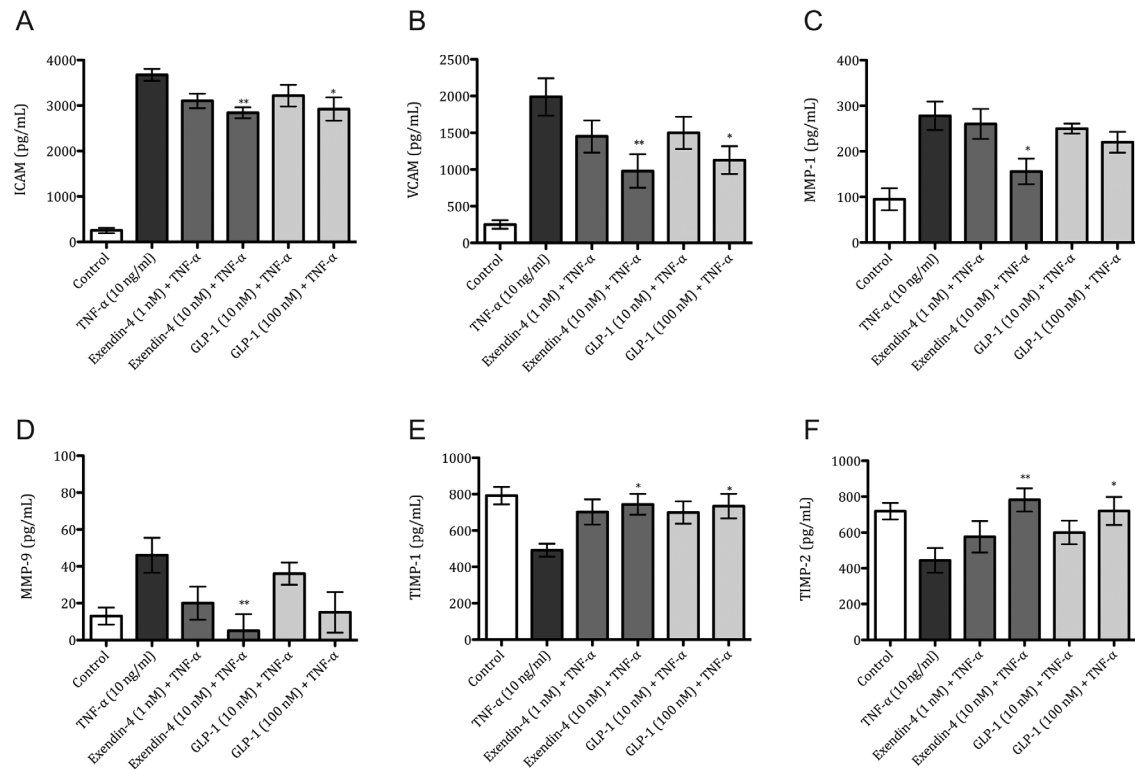 A
ICAM (pg/mL)
4000
3000
2000
1000
0
**
*
Control
TNF-α (10 ng/ml)
Exendin-4 (1 nM) + TNF-α
Exendin-4 (10 nM) + TNF-α
GLP-1 (10 nM) + TNF-α
GLP-1 (100 nM) + TNF-α
B
VCAM (pg/mL)
2500
2000
1500
1000
500
0
**
*
Control
TNF-α (10 ng/ml)
Exendin-4 (1 nM) + TNF-α
Exendin-4 (10 nM) + TNF-α
GLP-1 (10 nM) + TNF-α
GLP-1 (100 nM) + TNF-α
C
MMP-1 (pg/mL)
400
300
200
100
0
*
Control
TNF-α (10 ng/ml)
Exendin-4 (1 nM) + TNF-α
Exendin-4 (10 nM) + TNF-α
GLP-1 (10 nM) + TNF-α
GLP-1 (100 nM) + TNF-α
D
MMP-9 (pg/mL)
100
80
60
40
20
0
**
Control
TNF-α (10 ng/ml)
Exendin-4 (1 nM) + TNF-α
Exendin-4 (10 nM) + TNF-α
GLP-1 (10 nM) + TNF-α
GLP-1 (100 nM) + TNF-α
E
TIMP-1 (pg/mL)
1000
800
600
400
200
0
*
*
Control
TNF-α (10 ng/ml)
Exendin-4 (1 nM) + TNF-α
Exendin-4 (10 nM) + TNF-α
GLP-1 (10 nM) + TNF-α
GLP-1 (100 nM) + TNF-α
F
TIMP-2 (pg/mL)
1000
800
600
400
200
0
**
*
Control
TNF-α (10 ng/ml)
Exendin-4 (1 nM) + TNF-α
Exendin-4 (10 nM) + TNF-α
GLP-1 (10 nM) + TNF-α
GLP-1 (100 nM) + TNF-α